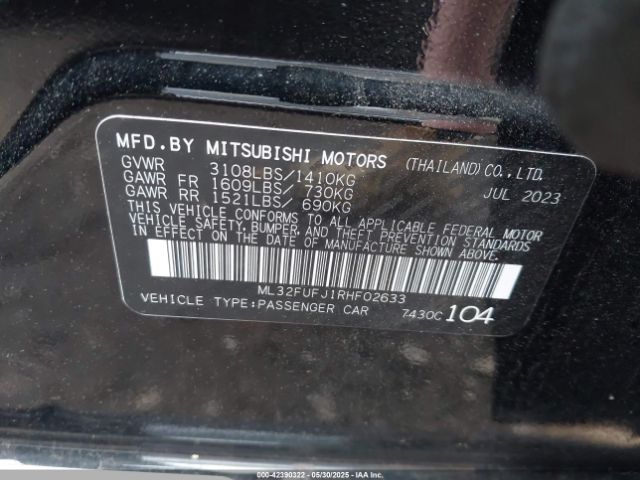 MFD.BY MITSUBISHI MOTORS (THAILAND)CO.,LTD.
GVWR 3108LBS/1410KG JUL 2023
GAWR FR 1609LBS/ 730KG
GAWR RR 1521LBS/ 690KG
THIS VEHICLE CONFORMS TO ALL APPLICABLE FEDERAL MOTOR
VEHICLE SAFETY,BUMPER,AND THEFT PREVENTION STANDARDS
IN EFFECT ON THE DATE OF MANUFACTURE SHOWN ABOVE.
ML32FUFJ1RHF02633
VEHICLE TYPE:PASSENGER CAR 7430C 104
000-42390322 - 05/30/2025 - IAA Inc.